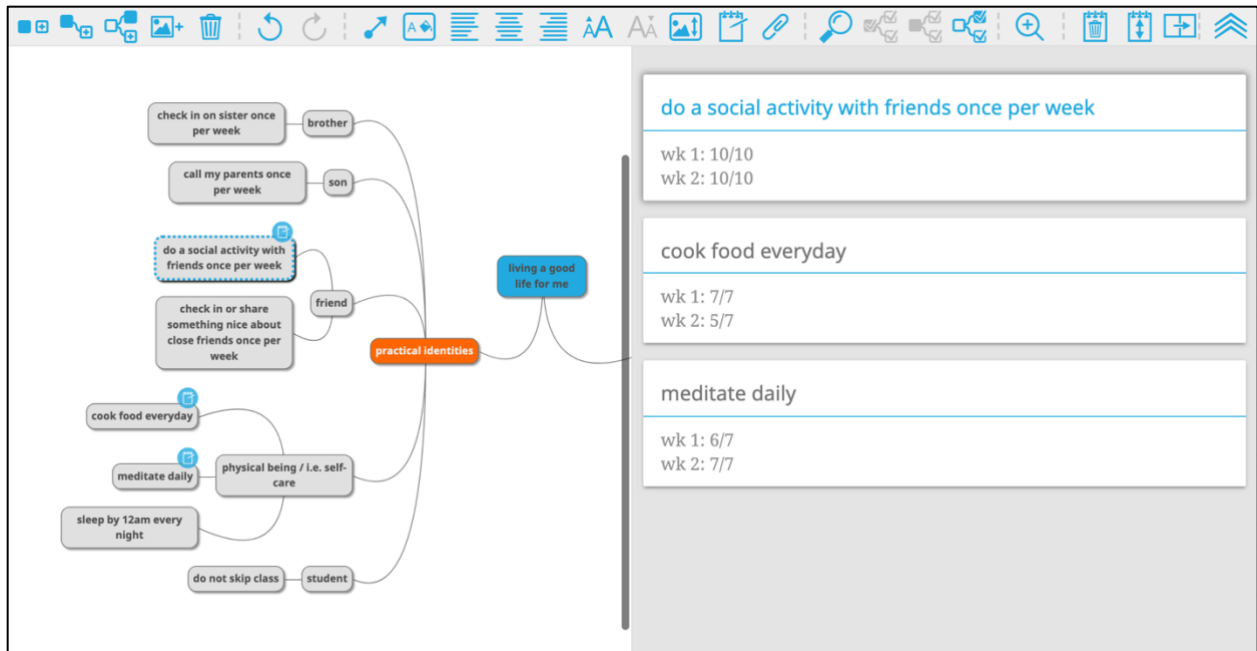 check in on sister once
per week
brother
call my parents once
per week
son
do a social activity with
friends once per week
check in or share
something nice about
close friends once per
week
friend
living a good
life for me
practical identities
cook food everyday
meditate daily
sleep by 12am every
night
physical being / i.e. self-
care
do not skip class
student
do a social activity with friends once per week
wk 1: 10/10
wk 2: 10/10
cook food everyday
wk 1: 7/7
wk 2: 5/7
meditate daily
wk 1: 6/7
wk 2: 7/7